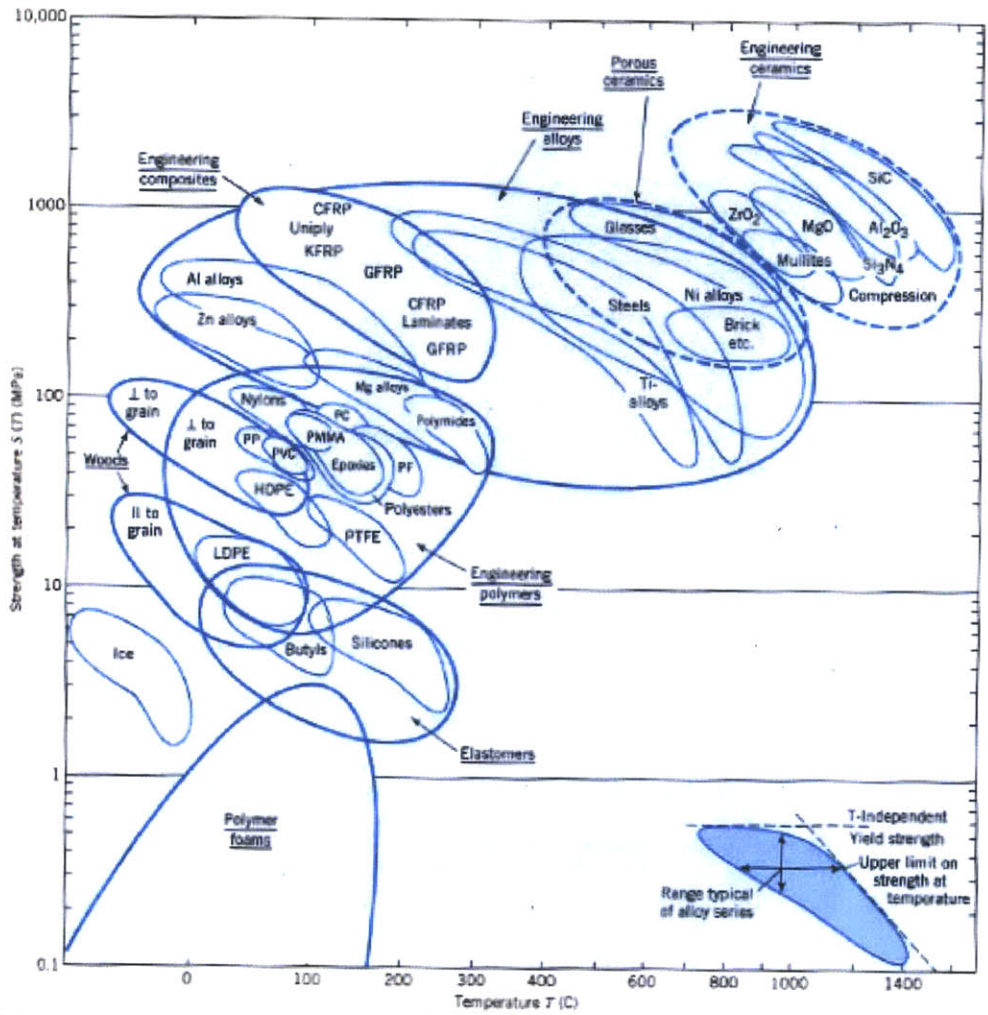 10,000
1000
100
10
1
0.1
Strength at temperature S (T) (MPa)
0
100
200
300
400
600
800
1000
1400
Temperature T (C)
Engineering
ceramics
Porous
ceramics
Engineering
alloys
Engineering
composites
CFRP
Uniply
KFRP
GFRP
CFRP
Laminates
GFRP
Al alloys
Zn alloys
Glasses
Steels
Ni alloys
Brick
etc.
Ti-
alloys
ZrO2
MgO
SiC
Al2O3
Si3N4
Mullites
Compression
Mg alloys
⊥ to
grain
⊥ to
grain
Woods
II to
grain
Nylons
PC
Polymides
PP
PMMA
PVC
Epoxies
PF
HDPE
Polyesters
PTFE
LDPE
Engineering
polymers
Ice
Butyls
Silicones
Elastomers
Polymer
foams
T-Independent
Yield strength
Upper limit on
strength at
temperature
Range typical
of alloy series